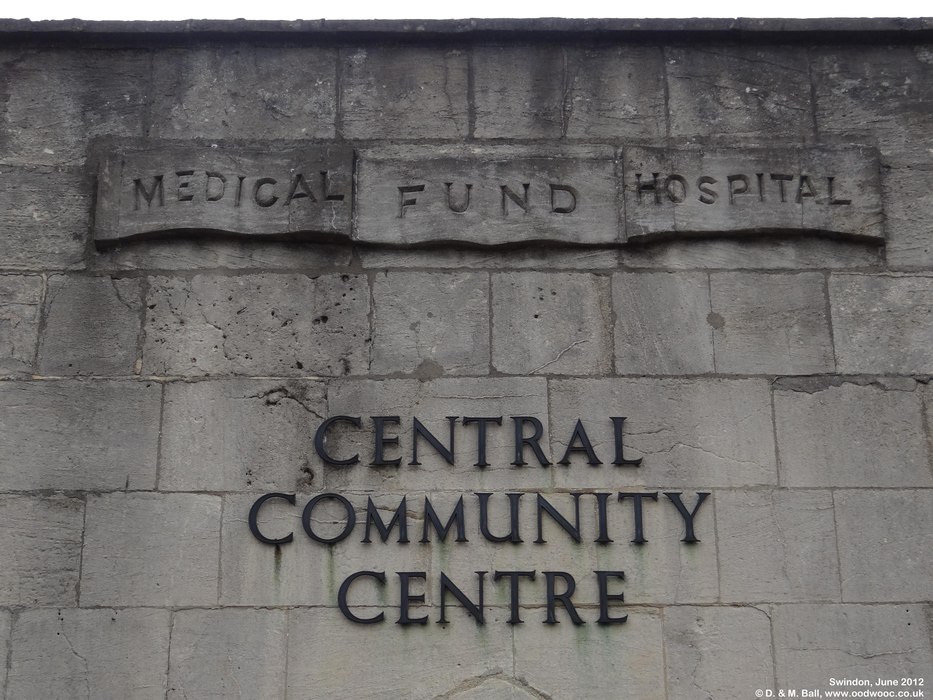 MEDICAL FUND HOSPITAL
CENTRAL
COMMUNITY
CENTRE
Swindon, June 2012
© D. & M. Ball, www.oodwooc.co.uk